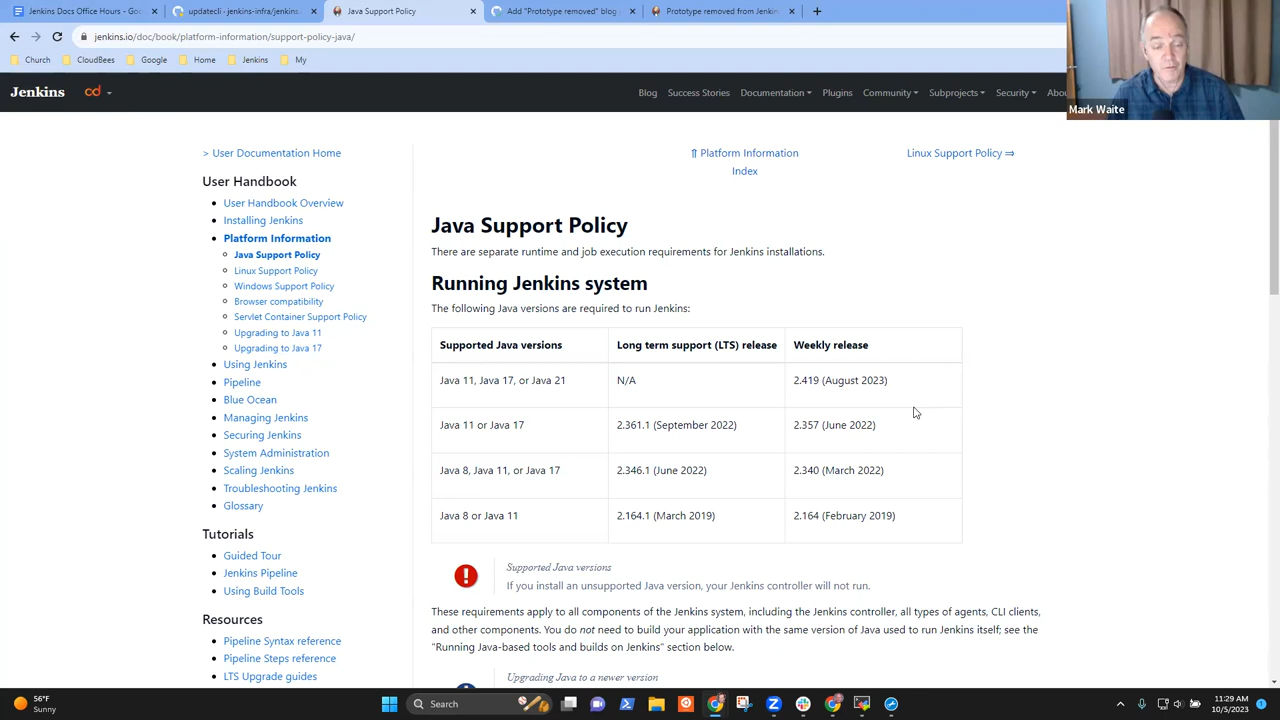 Jenkins Docs Office Hours - Goo
updatecli - jenkins-infra/jenkins.
Java Support Policy
Add "Prototype removed" blog
Prototype removed from Jenkin
jenkins.io/doc/book/platform-information/support-policy-java/
Church
CloudBees
Google
Home
Jenkins
My
Mark Waite
Jenkins
cd
Blog
Success Stories
Documentation
Plugins
Community
Subprojects
Security
Abou
> User Documentation Home
User Handbook
User Handbook Overview
Installing Jenkins
Platform Information
Java Support Policy
Linux Support Policy
Windows Support Policy
Browser compatibility
Servlet Container Support Policy
Upgrading to Java 11
Upgrading to Java 17
Using Jenkins
Pipeline
Blue Ocean
Managing Jenkins
Securing Jenkins
System Administration
Scaling Jenkins
Troubleshooting Jenkins
Glossary
Tutorials
Guided Tour
Jenkins Pipeline
Using Build Tools
Resources
Pipeline Syntax reference
Pipeline Steps reference
LTS Upgrade guides
⇑ Platform Information
Index
Linux Support Policy ⇒
Java Support Policy
There are separate runtime and job execution requirements for Jenkins installations.
Running Jenkins system
The following Java versions are required to run Jenkins:
Supported Java versions Long term support (LTS) release Weekly release
Java 11, Java 17, or Java 21 N/A 2.419 (August 2023)
Java 11 or Java 17 2.361.1 (September 2022) 2.357 (June 2022)
Java 8, Java 11, or Java 17 2.346.1 (June 2022) 2.340 (March 2022)
Java 8 or Java 11 2.164.1 (March 2019) 2.164 (February 2019)
Supported Java versions
If you install an unsupported Java version, your Jenkins controller will not run.
These requirements apply to all components of the Jenkins system, including the Jenkins controller, all types of agents, CLI clients,
and other components. You do not need to build your application with the same version of Java used to run Jenkins itself; see the
"Running Java-based tools and builds on Jenkins" section below.
Upgrading Java to a newer version
56°F
Sunny
Search
11:29 AM
10/5/2023